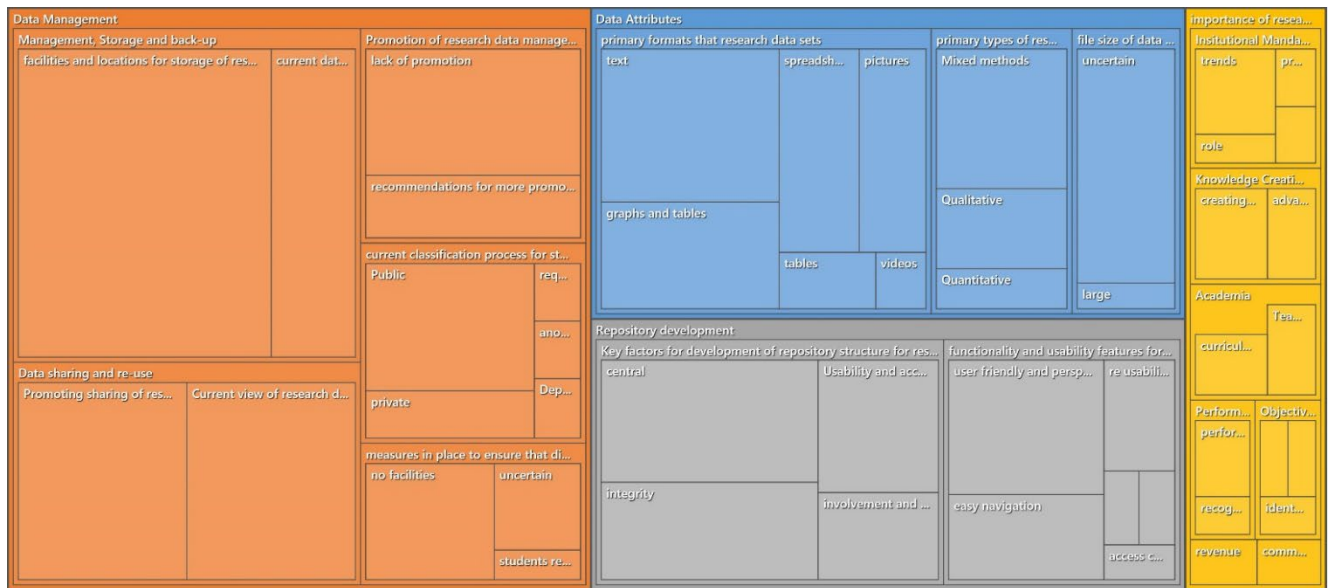 Data Management
Management, Storage and back-up
facilities and locations for storage of res...
current dat...
Data sharing and re-use
Promoting sharing of res...
Current view of research d...
Promotion of research data manage...
lack of promotion
recommendations for more promo...
current classification process for st...
Public
req...
ano...
Dep...
private
measures in place to ensure that di...
no facilities
uncertain
students re...
Data Attributes
primary formats that research data sets
text
spreadsh...
pictures
graphs and tables
tables
videos
primary types of res...
Mixed methods
Qualitative
Quantitative
file size of data ...
uncertain
large
Repository development
Key factors for development of repository structure for res...
central
Usability and acc...
integrity
involvement and ...
functionality and usability features for...
user friendly and persp...
re usabili...
easy navigation
access c...
importance of resea...
Insitutional Manda...
trends
pr...
role
Knowledge Creati...
creating...
adva...
Academia
Tea...
curricul...
Perform...
perfor...
recog...
Objectiv...
ident...
revenue
comm...